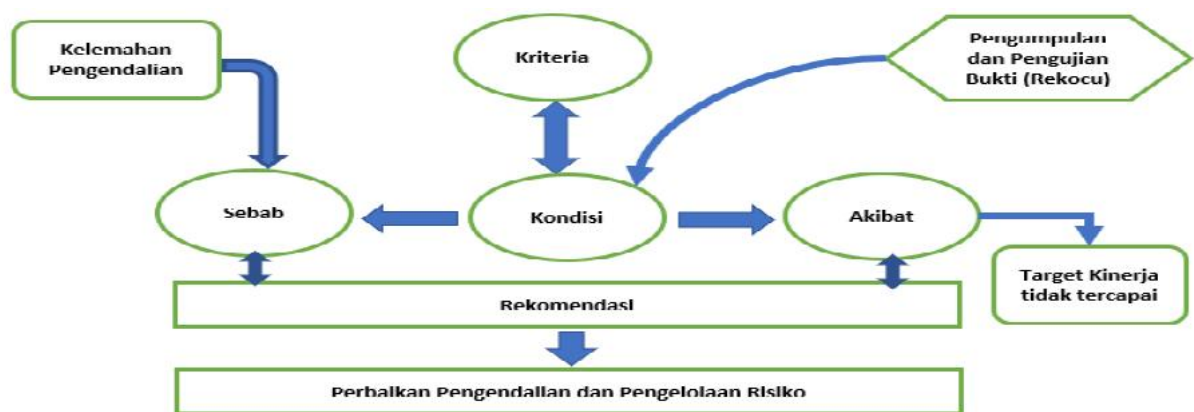 Kelemahan
Pengendalian
Kriteria
Pengumpulan
dan Pengujian
Bukti (Rekocu)
Sebab
Kondisi
Akibat
Target Kinerja
tidak tercapai
Rekomendasi
Perbaikan Pengendalian dan Pengelolaan Risiko